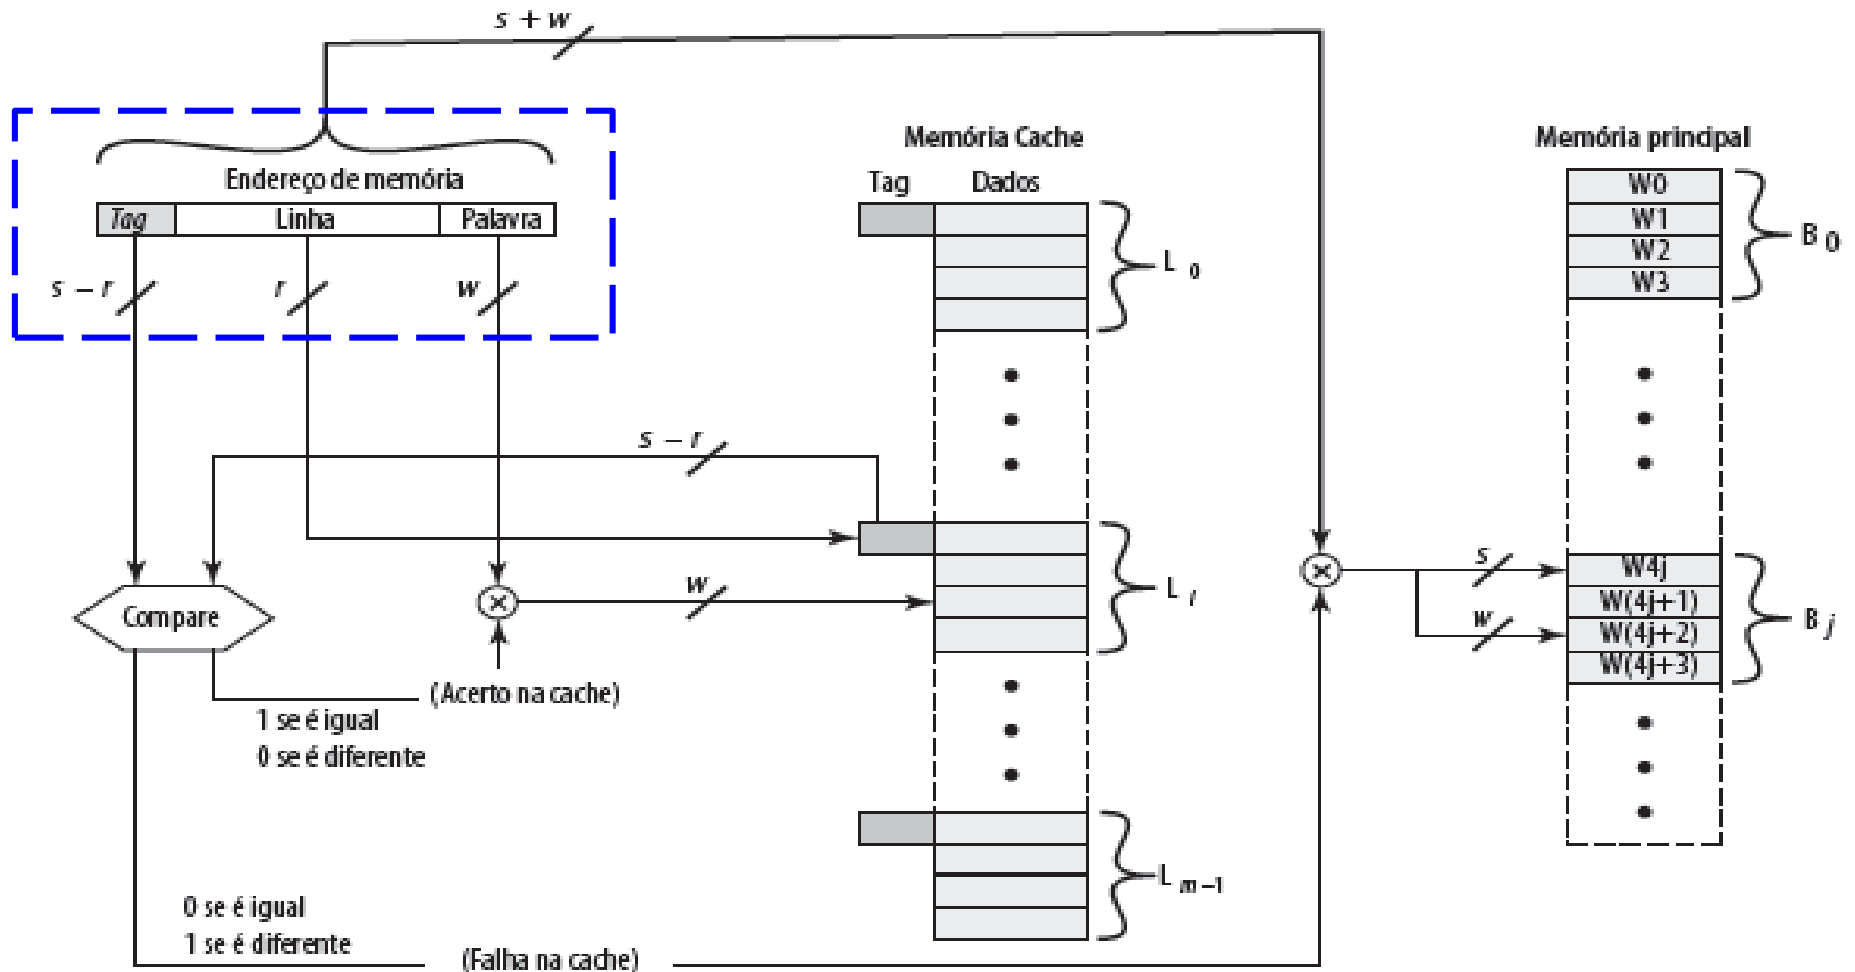 s + w
Endereço de memória
Tag Linha Palavra
s – r
r
w
Memória Cache
Tag Dados
L 0
Memória principal
W0
W1
W2
W3
B 0
s – r
Compare
w
L i
s
w
W4j
W(4j+1)
W(4j+2)
W(4j+3)
B j
(Acerto na cache)
1 se é igual
0 se é diferente
L m–1
0 se é igual
1 se é diferente
(Falha na cache)